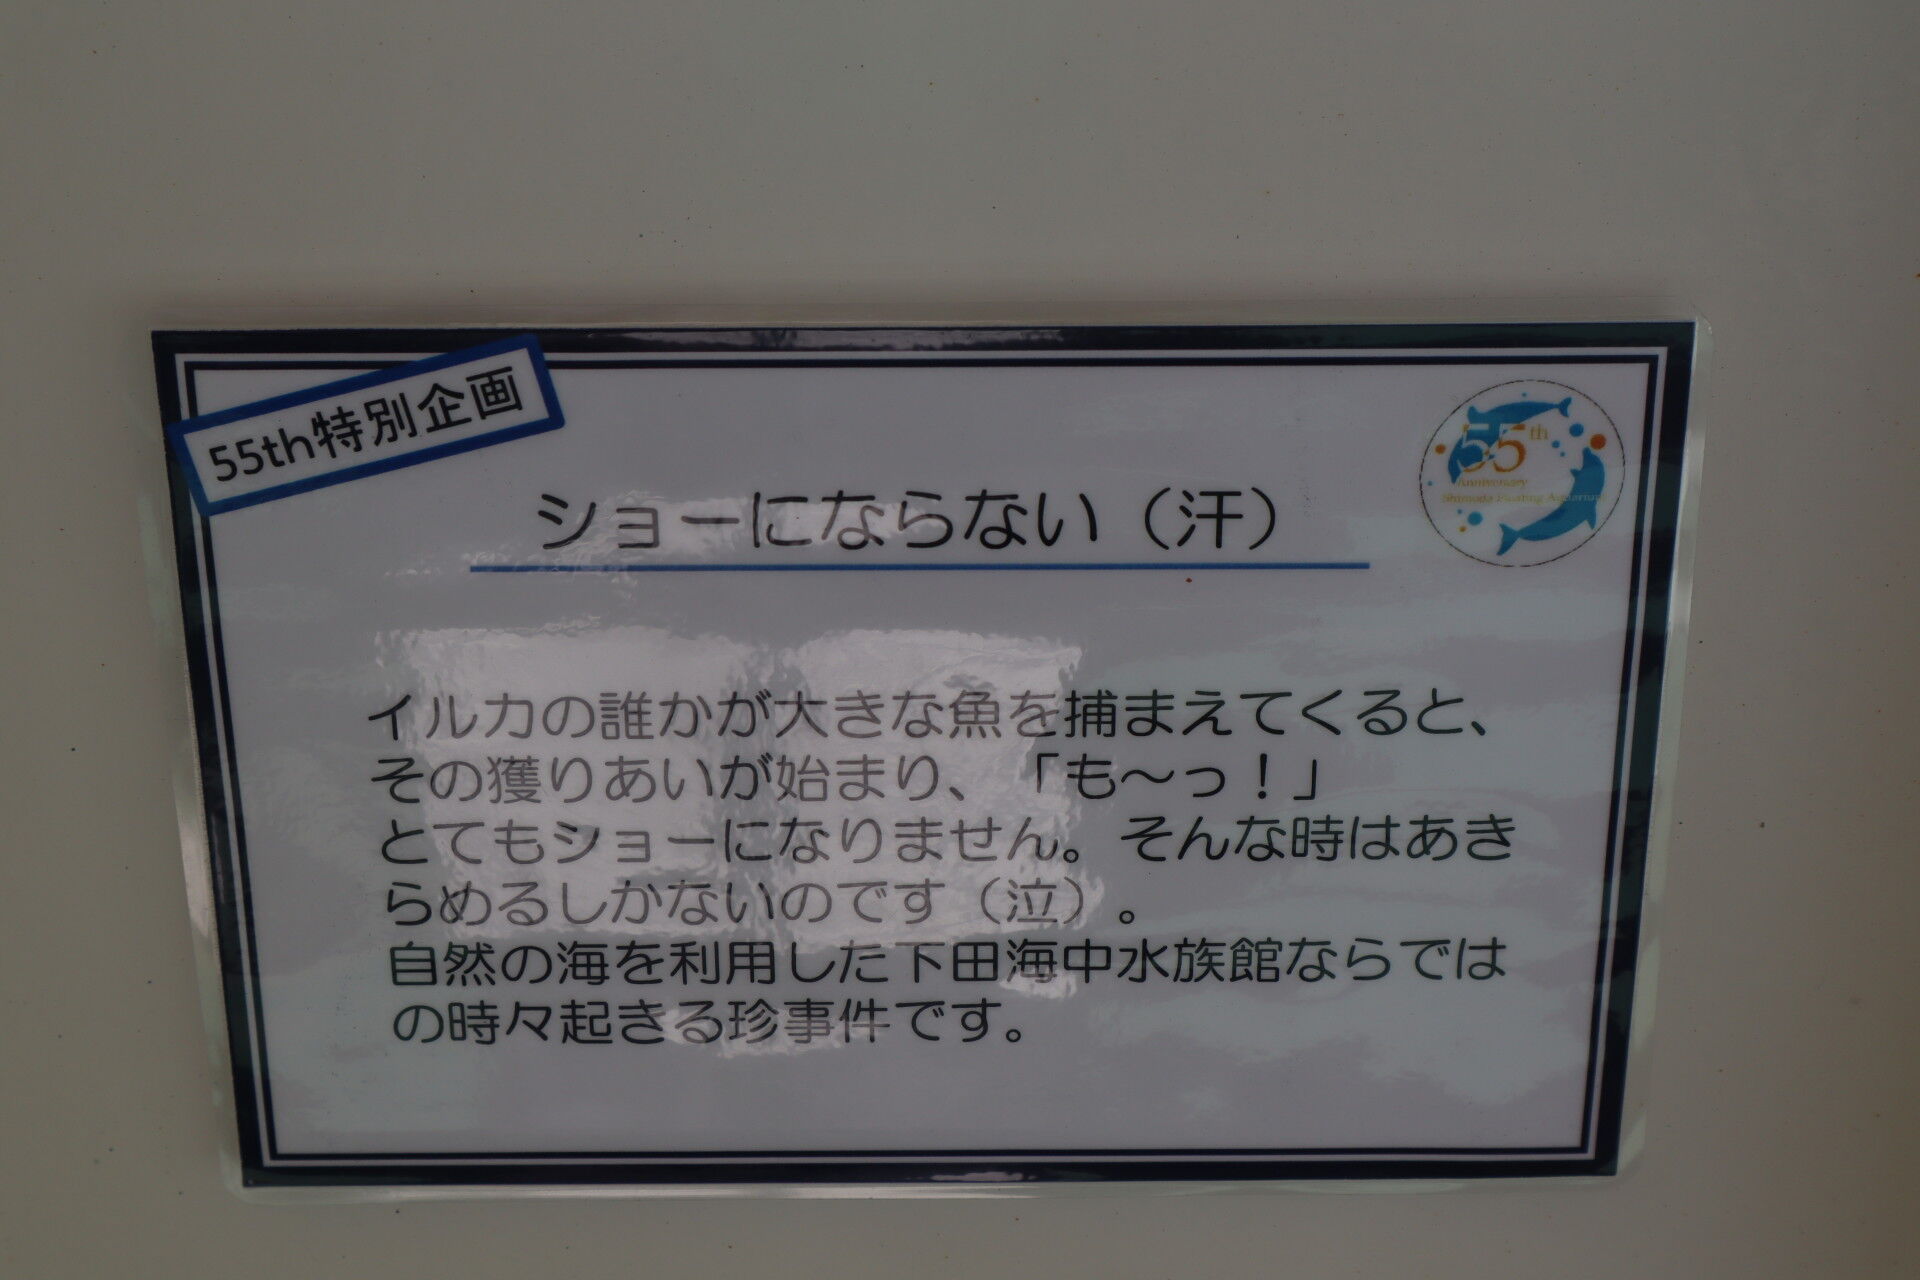 55th特別企画
55th
Anniversary
Shimoda Floating Aquarium
ショーにならない（汗）
イルカの誰かが大きな魚を捕まえてくると、
その獲りあいが始まり、「も～っ！」
とてもショーになりません。そんな時はあき
らめるしかないのです（泣）。
自然の海を利用した下田海中水族館ならでは
の時々起きる珍事件です。